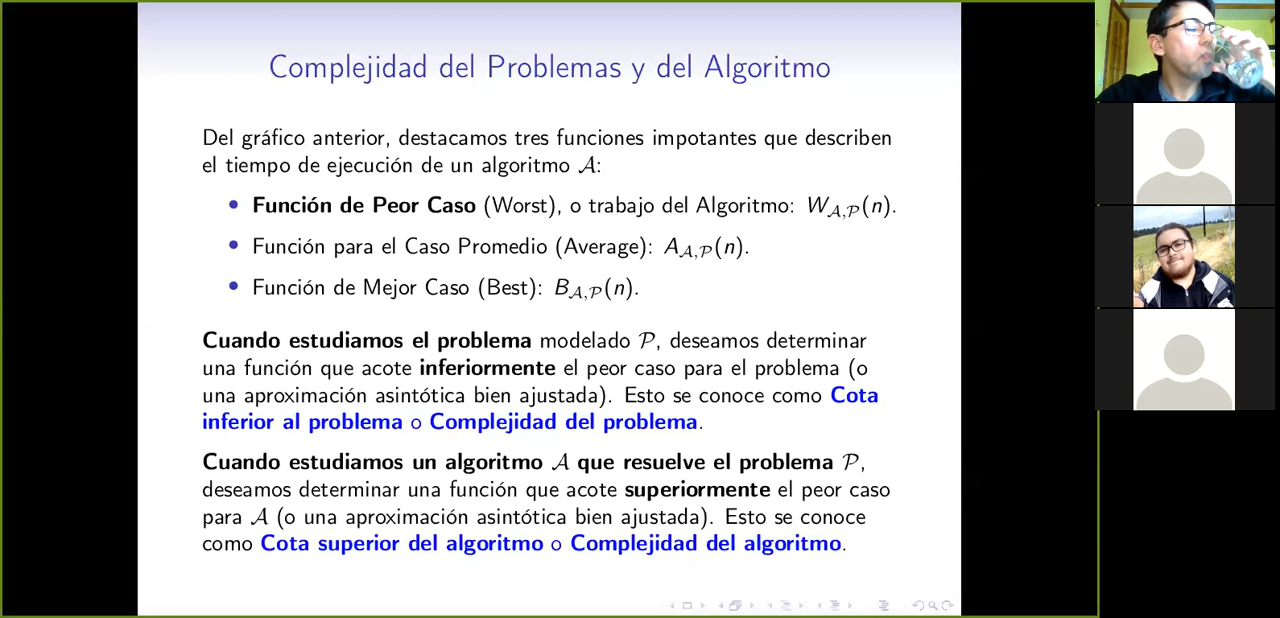 Complejidad del Problemas y del Algoritmo
Del gráfico anterior, destacamos tres funciones impotantes que describen
el tiempo de ejecución de un algoritmo 𝒜:
• Función de Peor Caso (Worst), o trabajo del Algoritmo: W𝒜,𝒫(n).
• Función para el Caso Promedio (Average): A𝒜,𝒫(n).
• Función de Mejor Caso (Best): B𝒜,𝒫(n).
Cuando estudiamos el problema modelado 𝒫, deseamos determinar
una función que acote inferiormente el peor caso para el problema (o
una aproximación asintótica bien ajustada). Esto se conoce como Cota
inferior al problema o Complejidad del problema.
Cuando estudiamos un algoritmo 𝒜 que resuelve el problema 𝒫,
deseamos determinar una función que acote superiormente el peor caso
para 𝒜 (o una aproximación asintótica bien ajustada). Esto se conoce
como Cota superior del algoritmo o Complejidad del algoritmo.